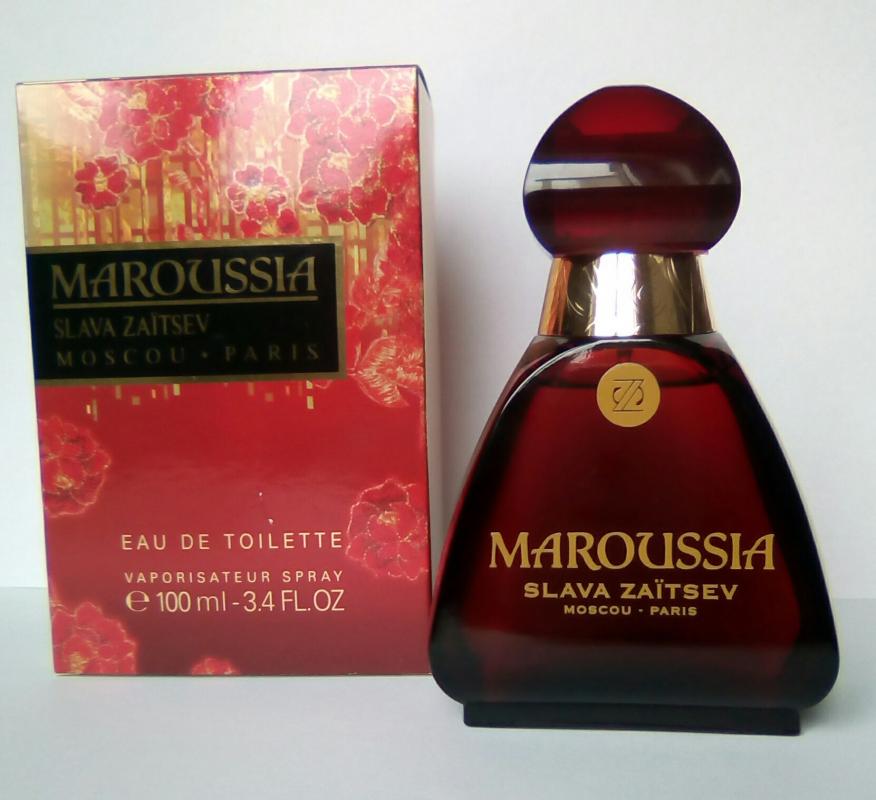 MAROUSSIA
SLAVA ZAÏTSEV
MOSCOU · PARIS
EAU DE TOILETTE
VAPORISATEUR SPRAY
℮ 100 ml - 3.4 FL.OZ
MAROUSSIA
SLAVA ZAÏTSEV
MOSCOU - PARIS